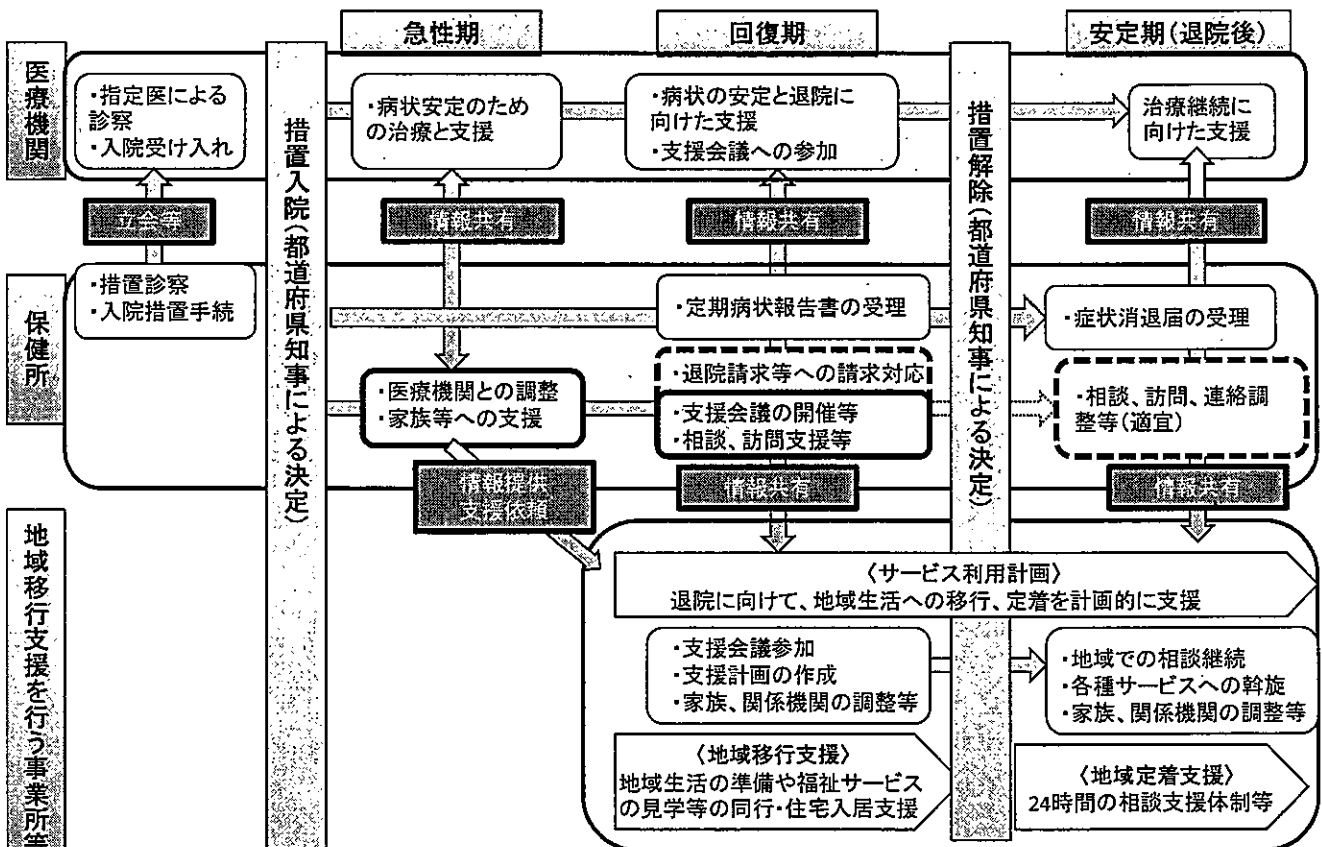 急性期
回復期
安定期(退院後)
医療機関
・指定医による
診察
・入院受け入れ
措置入院(都道府県知事による決定)
・病状安定のため
の治療と支援
・病状の安定と退院に
向けた支援
・支援会議への参加
措置解除(都道府県知事による決定)
治療継続に
向けた支援
立会等
情報共有
情報共有
情報共有
保健所
・措置診察
・入院措置手続
・定期病状報告書の受理
・症状消退届の受理
・退院請求等への請求対応
・医療機関との調整
・家族等への支援
・支援会議の開催等
・相談、訪問支援等
・相談、訪問、連絡調
整等(適宜)
情報提供
支援依頼
情報共有
情報共有
地域移行支援を行う事業所等
〈サービス利用計画〉
退院に向けて、地域生活への移行、定着を計画的に支援
・支援会議参加
・支援計画の作成
・家族、関係機関の調整等
・地域での相談継続
・各種サービスへの斡旋
・家族、関係機関の調整等
〈地域移行支援〉
地域生活の準備や福祉サービス
の見学等の同行・住宅入居支援
〈地域定着支援〉
24時間の相談支援体制等